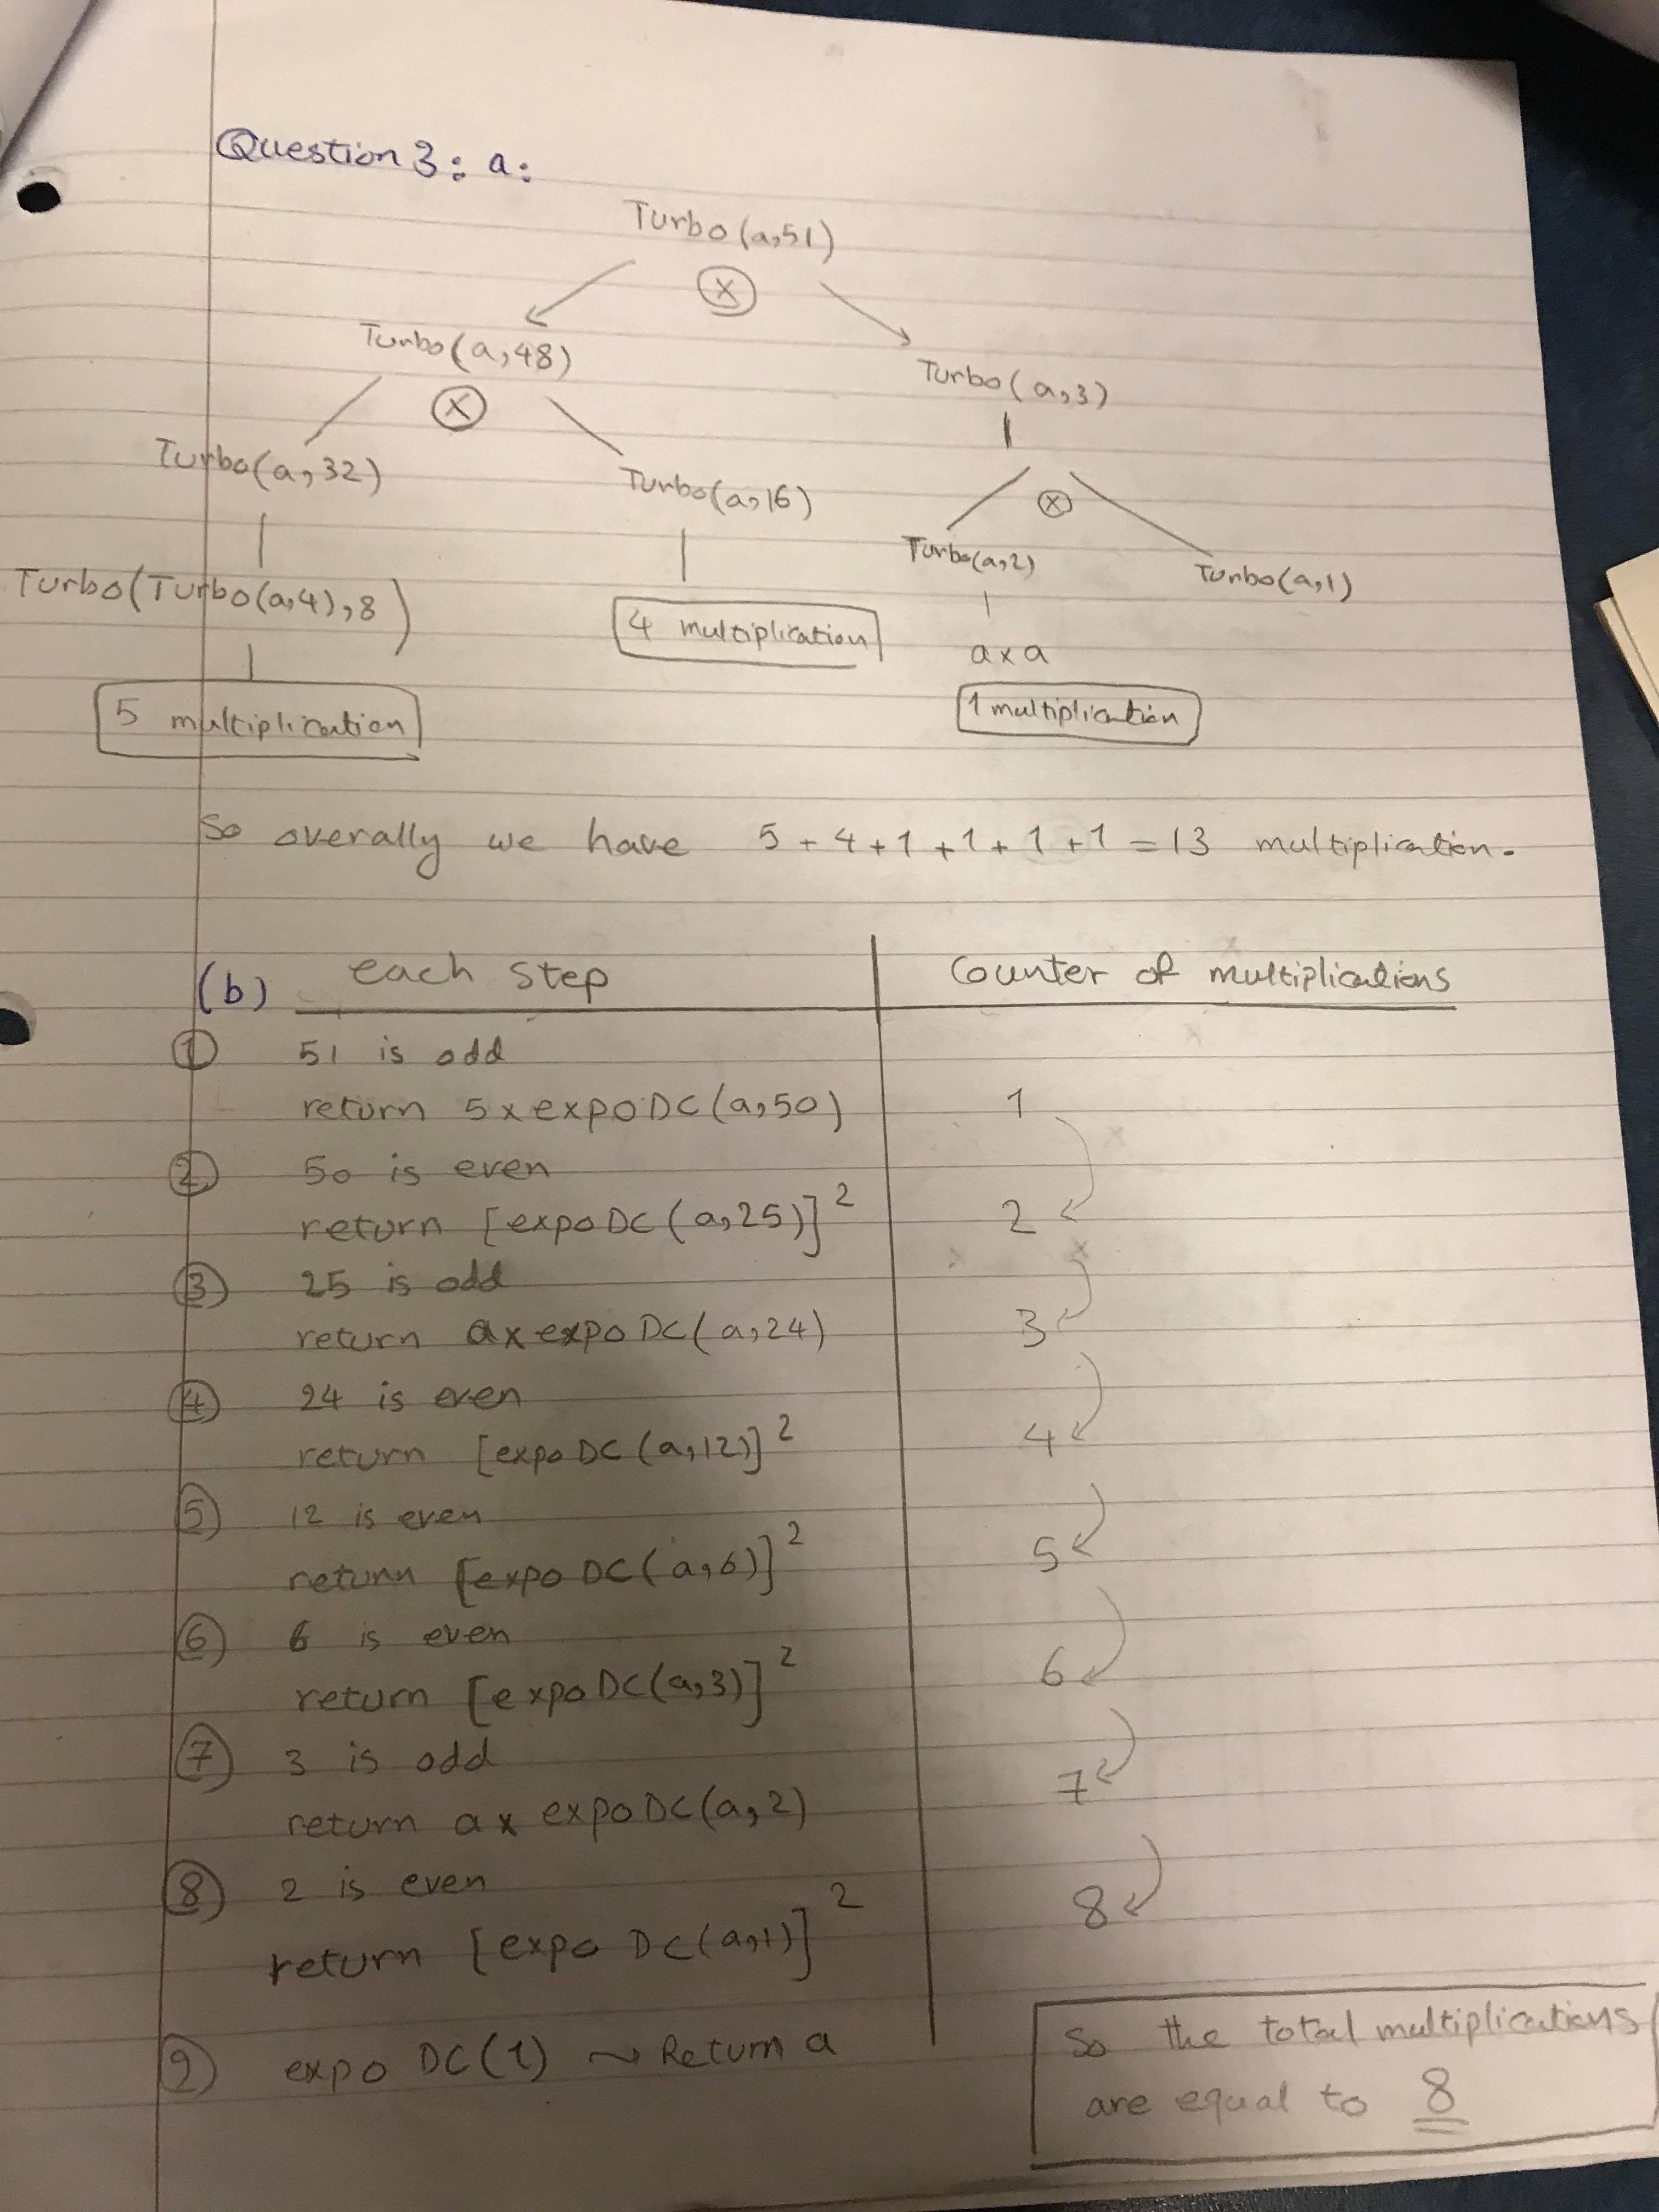 Question 3: a:
Turbo(a,51)
X
Turbo(a,48)
Turbo(a,3)
X
Turbo(a,32)
Turbo(a,16)
X
Turbo(a,2)
Turbo(a,1)
Turbo(Turbo(a,4),8)
4 multiplication
a x a
5 multiplication
1 multiplication
So overally we have 5+4+1+1+1+1=13 multiplication.
(b) each step Counter of multiplications
1 51 is odd
return 5 x expoDC(a,50) 1
2 50 is even
return [expoDC(a,25)]² 2
3 25 is odd
return a x expoDC(a,24) 3
4 24 is even
return [expoDC(a,12)]² 4
5 12 is even
return [expoDC(a,6)]² 5
6 6 is even
return [expoDC(a,3)]² 6
7 3 is odd
return a x expoDC(a,2) 7
8 2 is even
return [expoDC(a,1)]² 8
9 expoDC(1) ~> Return a
So the total multiplications
are equal to 8